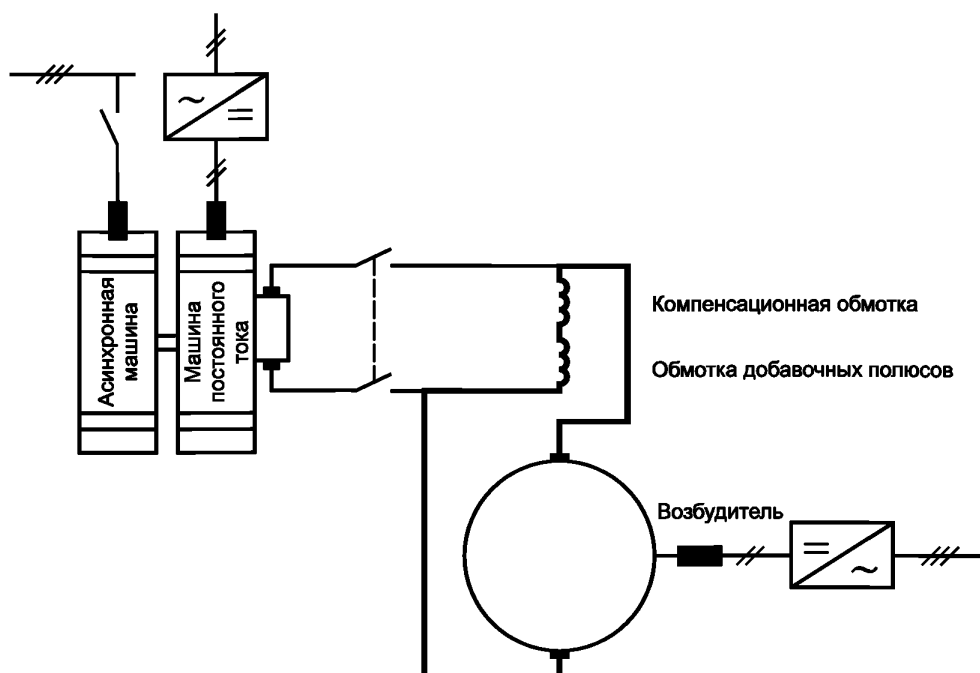 Асинхронная
машина
Машина
постоянного
тока
Компенсационная обмотка
Обмотка добавочных полюсов
Возбудитель